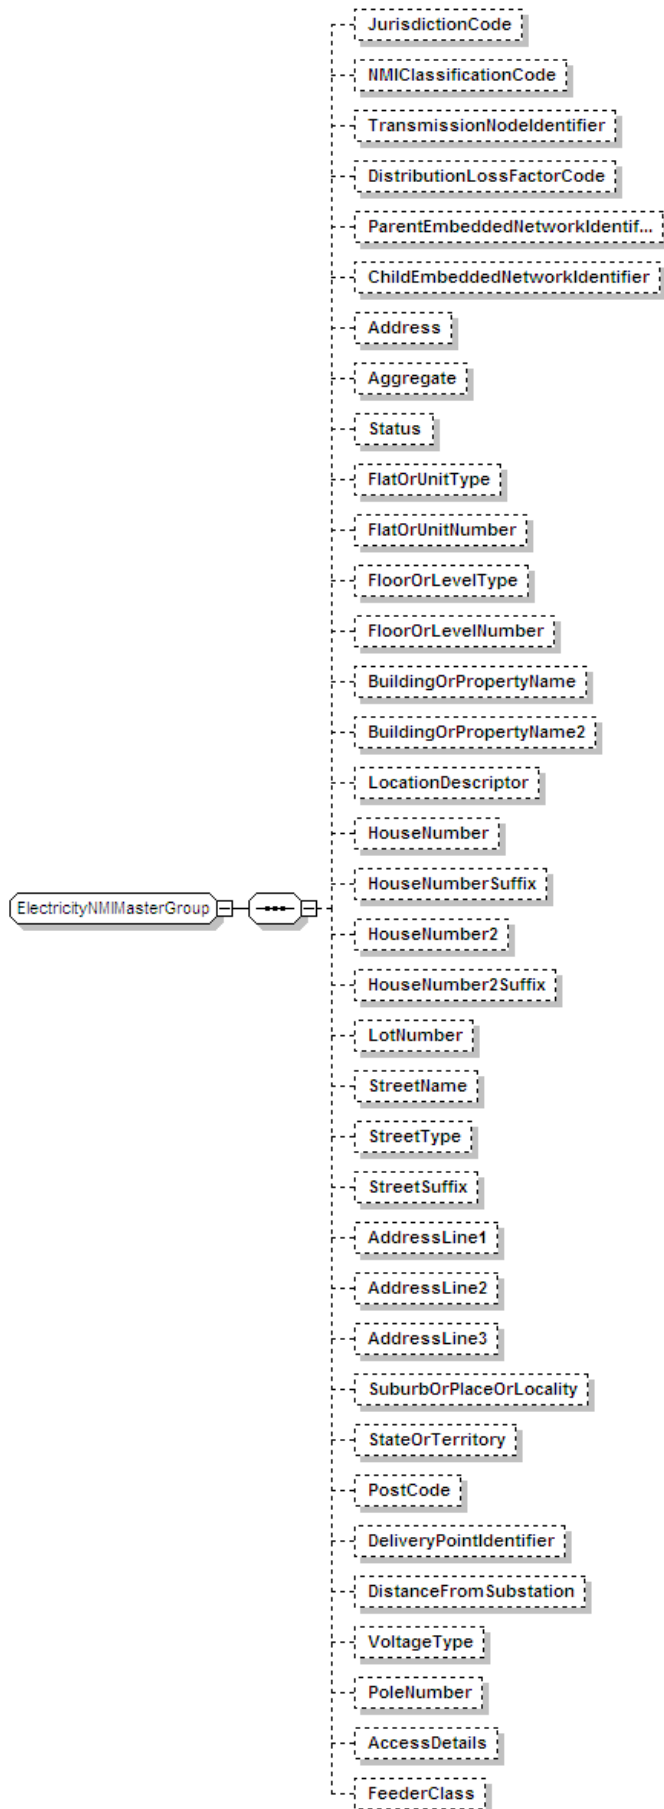 JurisdictionCode
NMIClassificationCode
TransmissionNodeIdentifier
DistributionLossFactorCode
ParentEmbeddedNetworkIdentif...
ChildEmbeddedNetworkIdentifier
Address
Aggregate
Status
FlatOrUnitType
FlatOrUnitNumber
FloorOrLevelType
FloorOrLevelNumber
BuildingOrPropertyName
BuildingOrPropertyName2
LocationDescriptor
HouseNumber
HouseNumberSuffix
ElectricityNMIMasterGroup
HouseNumber2
HouseNumber2Suffix
LotNumber
StreetName
StreetType
StreetSuffix
AddressLine1
AddressLine2
AddressLine3
SuburbOrPlaceOrLocality
StateOrTerritory
PostCode
DeliveryPointIdentifier
DistanceFromSubstation
VoltageType
PoleNumber
AccessDetails
FeederClass